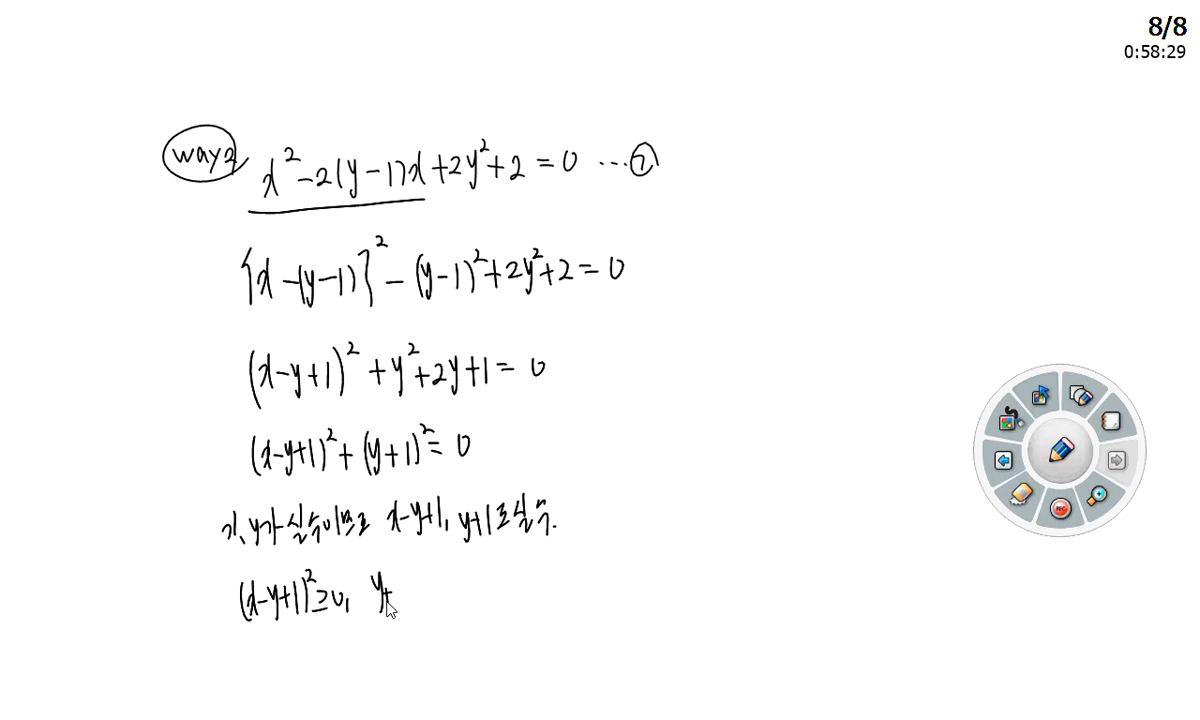 8/8
0:58:29
way2
x²-2(y-1)x+2y²+2=0 ...㉠
{x-(y-1)}²-(y-1)²+2y²+2=0
(x-y+1)²+y²+2y+1=0
(x-y+1)²+(y+1)²=0
x, y가 실수이므로 x-y+1, y+1도 실수.
(x-y+1)²≥0, y+
REC